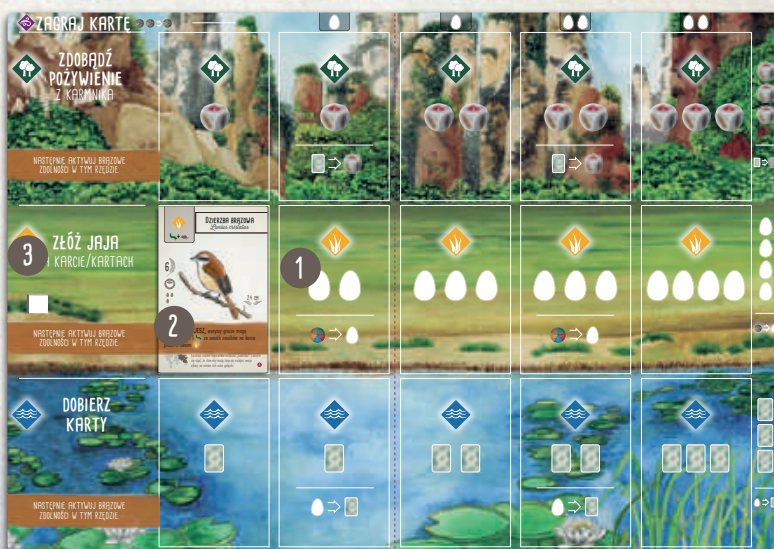 ZAGRAJ KARTĘ
ZDOBĄDŹ
POŻYWIENIE
Z KARMNIKA
NASTĘPNIE AKTYWUJ BRĄZOWE
ZDOLNOŚCI W TYM RZĘDZIE.
3
ZŁÓŻ JAJA
KARCIE/KARTACH
NASTĘPNIE AKTYWUJ BRĄZOWE
ZDOLNOŚCI W TYM RZĘDZIE.
DZIERZBA BRĄZOWA
Lanius cristatus
6
24 cm
2
1
DOBIERZ
KARTY
NASTĘPNIE AKTYWUJ BRĄZOWE
ZDOLNOŚCI W TYM RZĘDZIE.